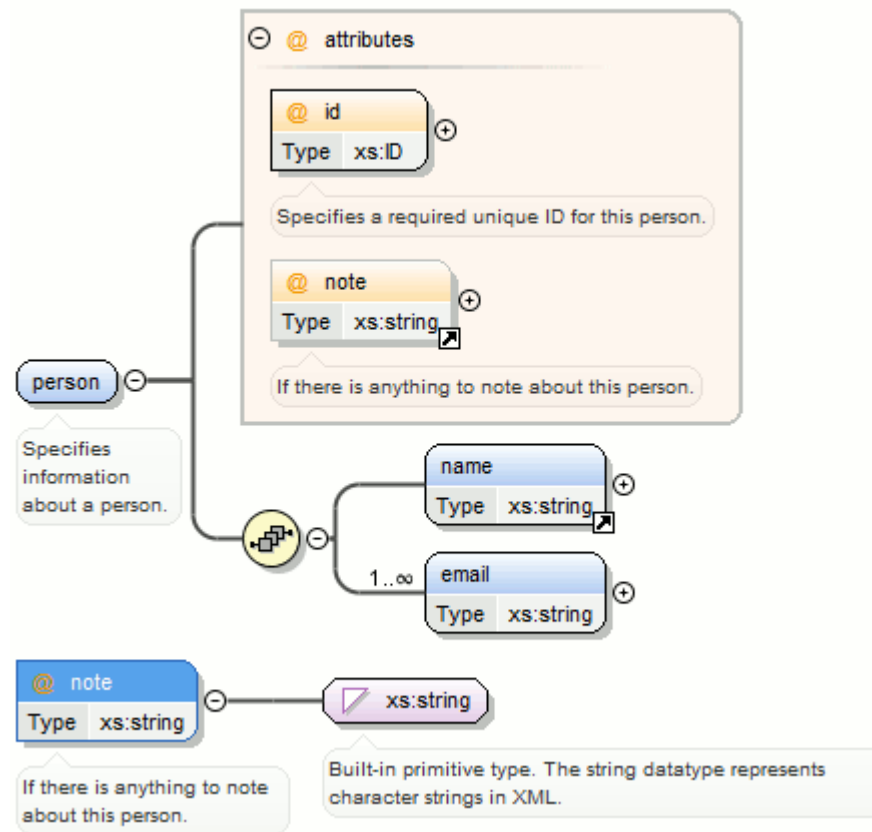 @ attributes
@ id
Type xs:ID
Specifies a required unique ID for this person.
@ note
Type xs:string
If there is anything to note about this person.
person
Specifies
information
about a person.
name
Type xs:string
1..∞
email
Type xs:string
@ note
Type xs:string
xs:string
If there is anything to note
about this person.
Built-in primitive type. The string datatype represents
character strings in XML.